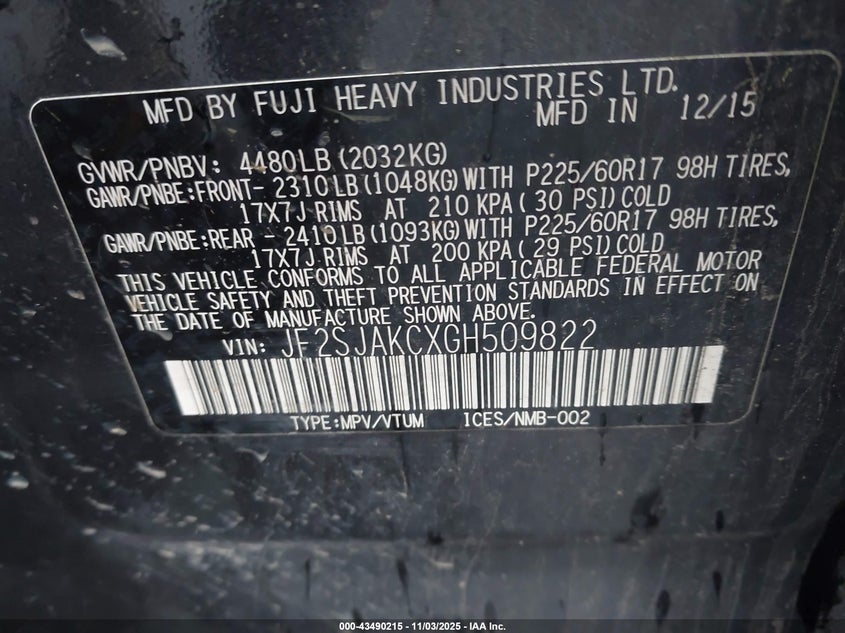 MFD BY FUJI HEAVY INDUSTRIES LTD.
MFD IN 12/15
GVWR/PNBV: 4480LB(2032KG)
GAWR/PNBE:FRONT- 2310LB(1048KG)WITH P225/60R17 98H TIRES,
17X7J RIMS AT 210 KPA( 30 PSI)COLD
GAWR/PNBE:REAR - 2410LB(1093KG)WITH P225/60R17 98H TIRES,
17X7J RIMS AT 200 KPA( 29 PSI)COLD
THIS VEHICLE CONFORMS TO ALL APPLICABLE FEDERAL MOTOR
VEHICLE SAFETY AND THEFT PREVENTION STANDARDS IN EFFECT ON
THE DATE OF MANUFACTURE SHOWN ABOVE.
VIN: JF2SJAKCXGH509822
TYPE:MPV/VTUM ICES/NMB-002
000-43490215 - 11/03/2025 - IAA Inc.